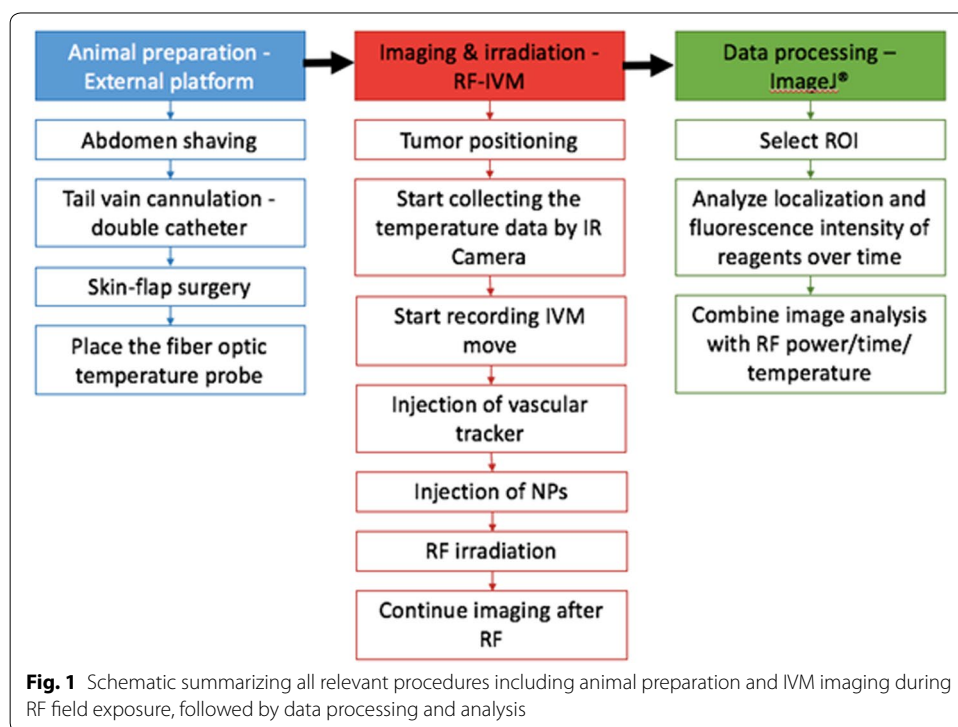 Animal preparation -
External platform
Abdomen shaving
Tail vain cannulation -
double catheter
Skin-flap surgery
Place the fiber optic
temperature probe
Imaging & irradiation -
RF-IVM
Tumor positioning
Start collecting the
temperature data by IR
Camera
Start recording IVM
move
Injection of vascular
tracker
Injection of NPs
RF irradiation
Continue imaging after
RF
Data processing –
ImageJ®
Select ROI
Analyze localization and
fluorescence intensity of
reagents over time
Combine image analysis
with RF power/time/
temperature
Fig. 1 Schematic summarizing all relevant procedures including animal preparation and IVM imaging during
RF field exposure, followed by data processing and analysis